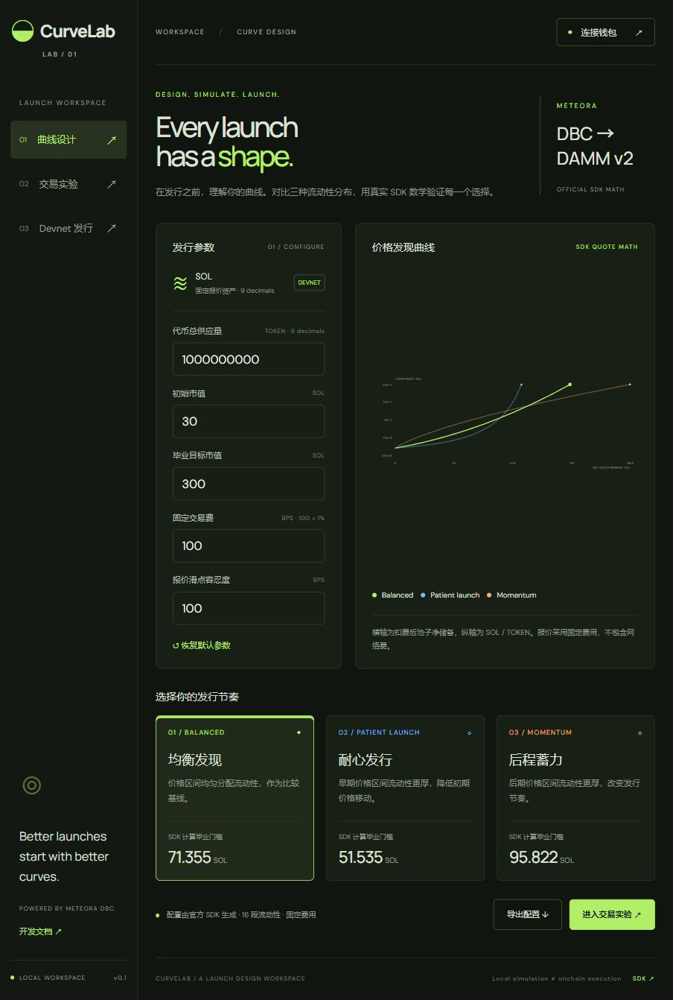 CurveLab
LAB / 01
LAUNCH WORKSPACE
01 曲线设计 ↗
02 交易实验 ↗
03 Devnet 发行 ↗
Better launches
start with better
curves.
POWERED BY METEORA DBC
开发文档 ↗
LOCAL WORKSPACE v0.1
WORKSPACE / CURVE DESIGN
连接钱包 ↗
DESIGN. SIMULATE. LAUNCH.
Every launch
has a shape.
在发行之前，理解你的曲线。对比三种流动性分布，用真实 SDK 数学验证每一个选择。
METEORA
DBC →
DAMM v2
OFFICIAL SDK MATH
发行参数 01 / CONFIGURE
SOL
固定报价资产 · 9 decimals
DEVNET
代币总供应量 TOKEN · 6 decimals
1000000000
初始市值 SOL
30
毕业目标市值 SOL
300
固定交易费 BPS · 100 = 1%
100
报价滑点容忍度 BPS
100
↺ 恢复默认参数
价格发现曲线 SDK QUOTE MATH
Balanced Patient launch Momentum
横轴为扣费后池子净储备，纵轴为 SOL / TOKEN。报价采用固定费用，不包含网
络费。
选择你的发行节奏
01 / BALANCED
均衡发现
价格区间均匀分配流动性，作为比较
基线。
SDK 计算毕业门槛
71.355 SOL
02 / PATIENT LAUNCH
耐心发行
早期价格区间流动性更厚，降低初期
价格移动。
SDK 计算毕业门槛
51.535 SOL
03 / MOMENTUM
后程蓄力
后期价格区间流动性更厚，改变发行
节奏。
SDK 计算毕业门槛
95.822 SOL
配置由官方 SDK 生成 · 16 段流动性 · 固定费用
导出配置 ↓
进入交易实验 ↗
CURVELAB / A LAUNCH DESIGN WORKSPACE
Local simulation ≠ onchain execution SDK ↗